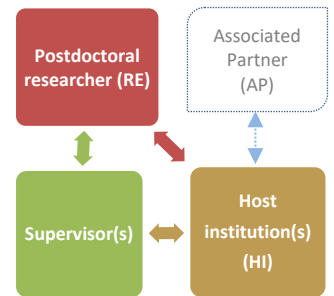 Postdoctoral
researcher (RE)
Associated
Partner
(AP)
Supervisor(s)
Host
institution(s)
(HI)